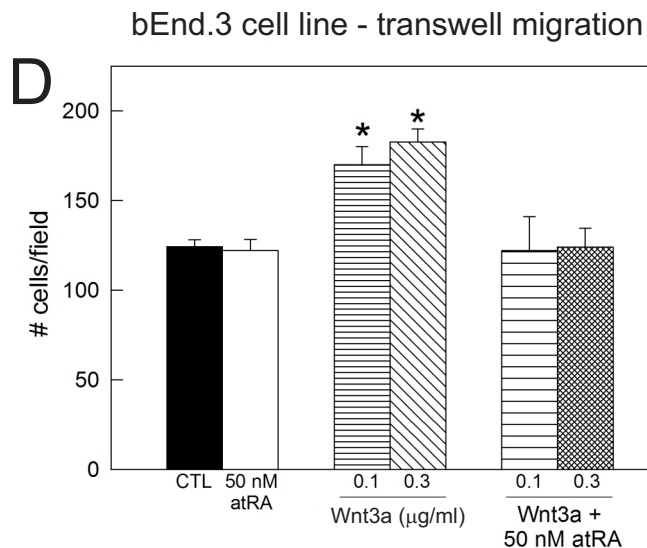 bEnd.3 cell line - transwell migration
D
# cells/field
200
150
100
50
0
* *
CTL 50 nM atRA
0.1 0.3
Wnt3a (μg/ml)
0.1 0.3
Wnt3a +
50 nM atRA